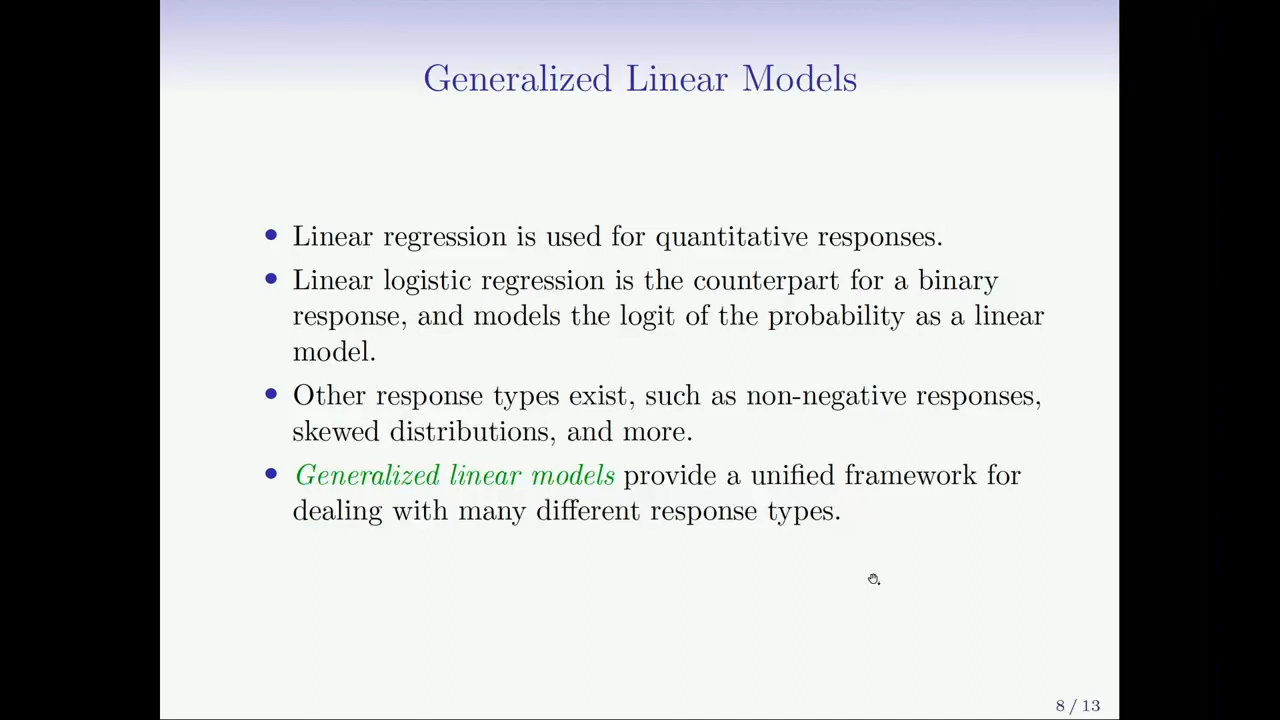 Generalized Linear Models
• Linear regression is used for quantitative responses.
• Linear logistic regression is the counterpart for a binary
response, and models the logit of the probability as a linear
model.
• Other response types exist, such as non-negative responses,
skewed distributions, and more.
• Generalized linear models provide a unified framework for
dealing with many different response types.
8 / 13